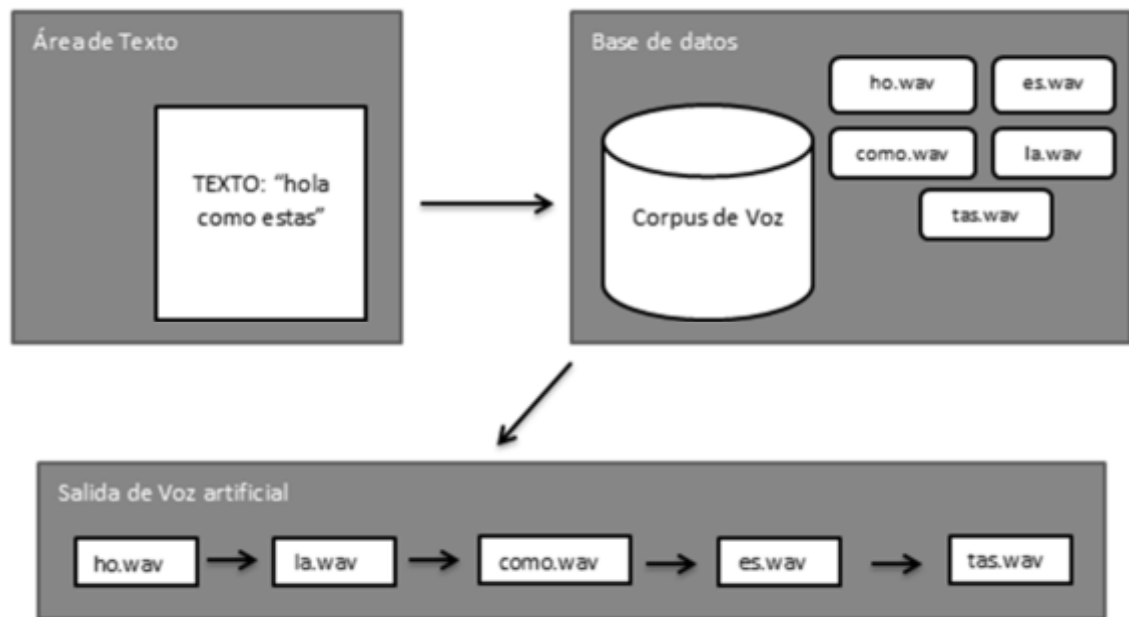 Área de Texto
TEXTO: “hola
como estas”
Base de datos
Corpus de Voz
ho.wav
es.wav
como.wav
la.wav
tas.wav
Salida de Voz artificial
ho.wav
la.wav
como.wav
es.wav
tas.wav